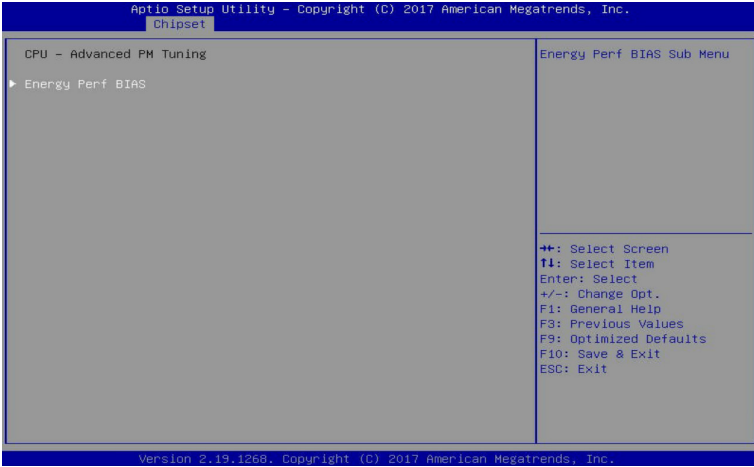 Aptio Setup Utility – Copyright (C) 2017 American Megatrends, Inc.
Chipset
CPU – Advanced PM Tuning
Energy Perf BIAS
Energy Perf BIAS Sub Menu
→←: Select Screen
↑↓: Select Item
Enter: Select
+/-: Change Opt.
F1: General Help
F3: Previous Values
F9: Optimized Defaults
F10: Save & Exit
ESC: Exit
Version 2.19.1268. Copyright (C) 2017 American Megatrends, Inc.